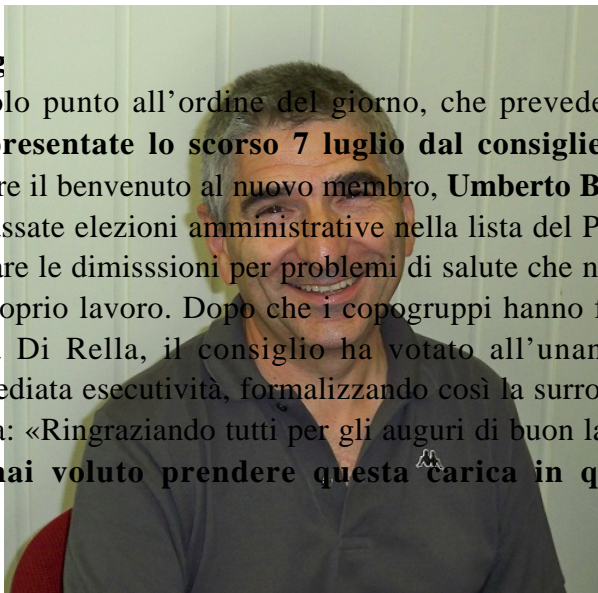 olo punto all’ordine del giorno, che prevede
presentate lo scorso 7 luglio dal consiglie
re il benvenuto al nuovo membro, Umberto B
assate elezioni amministrative nella lista del P
are le dimisssioni per problemi di salute che n
oprio lavoro. Dopo che i copogruppi hanno f
Di Rella, il consiglio ha votato all’unan
ediata esecutività, formalizzando così la surro
a: «Ringraziando tutti per gli auguri di buon la
mai voluto prendere questa carica in q